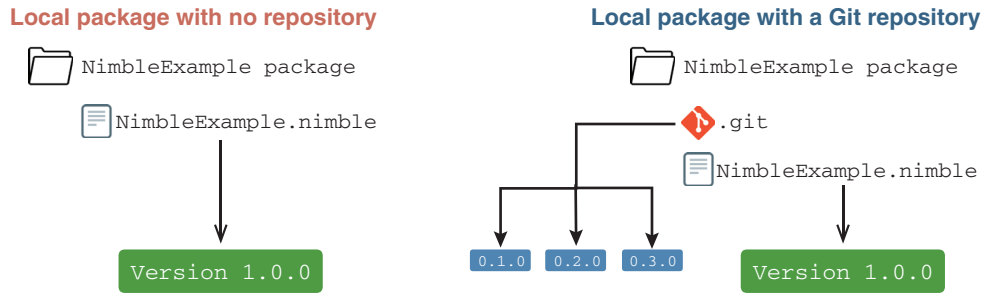 Local package with no repository
NimbleExample package
NimbleExample.nimble
Version 1.0.0
Local package with a Git repository
NimbleExample package
.git
NimbleExample.nimble
0.1.0 0.2.0 0.3.0
Version 1.0.0